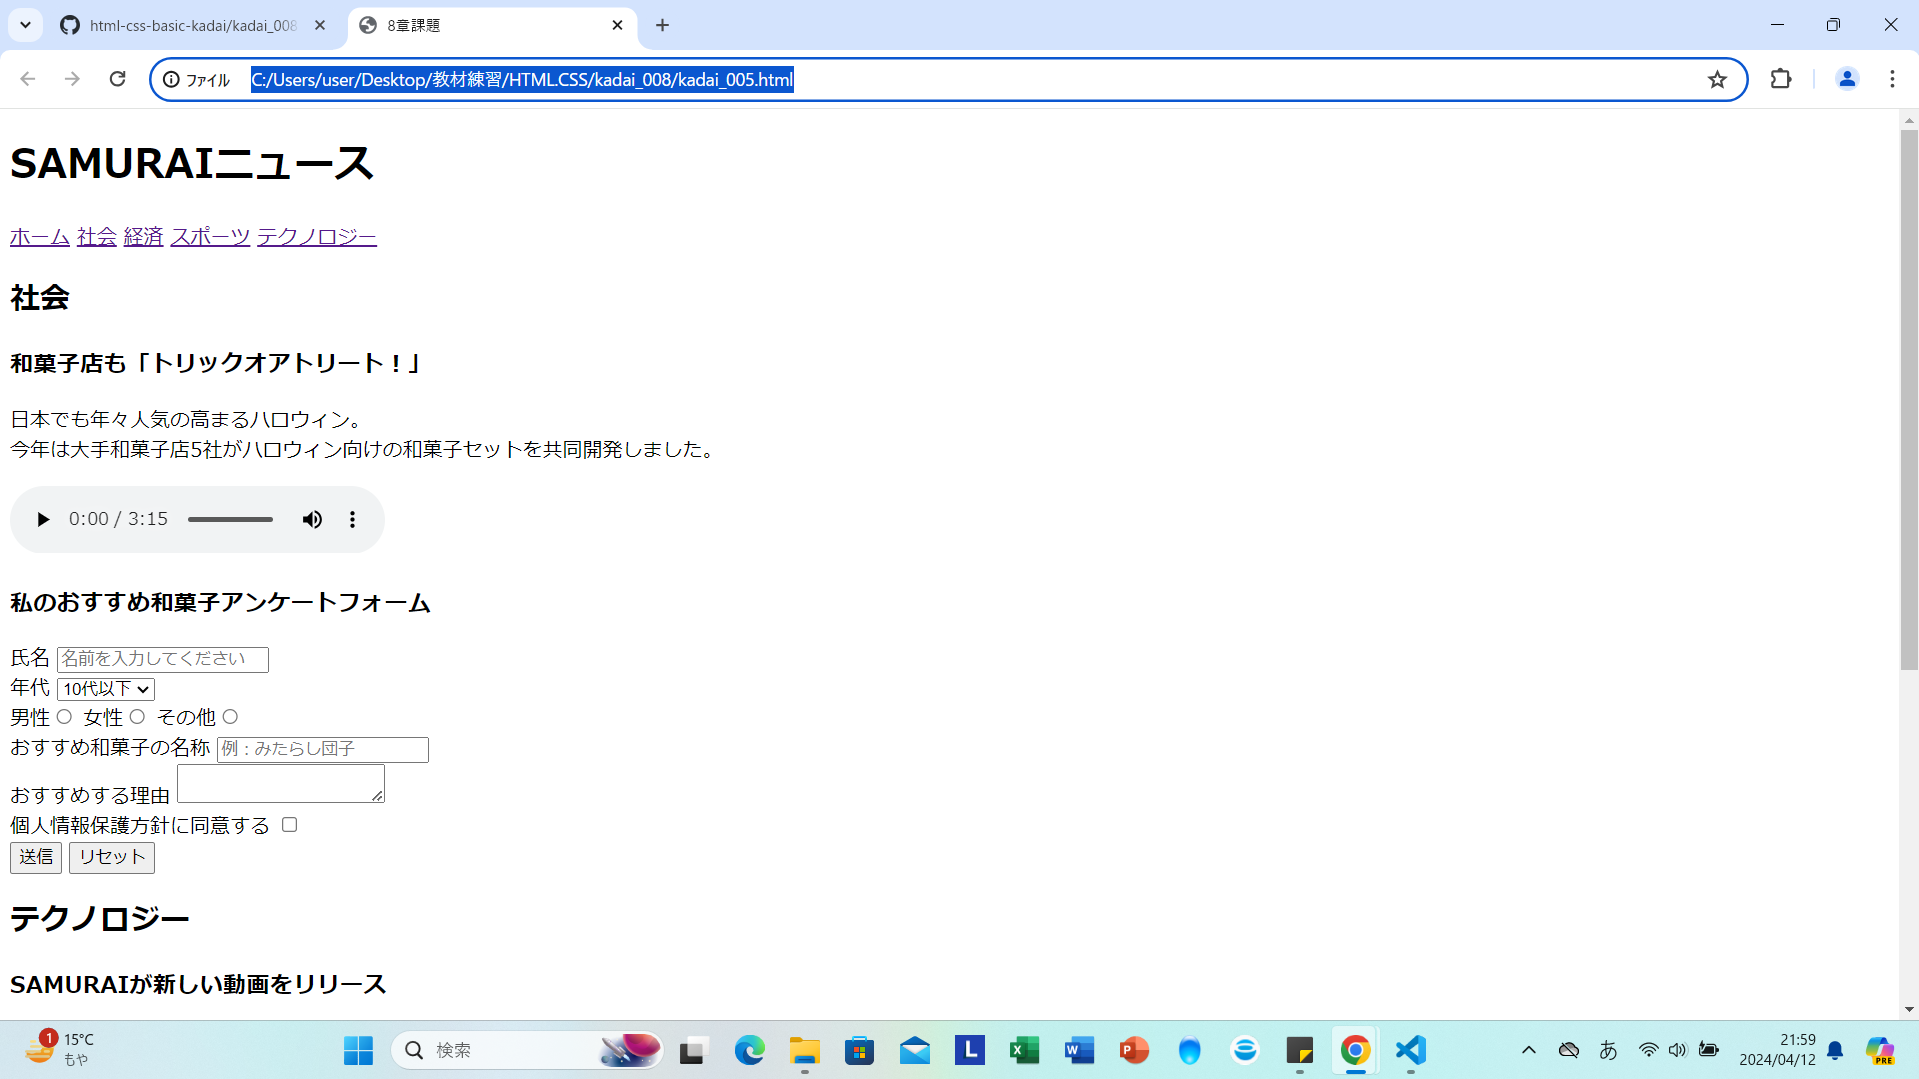 html-css-basic-kadai/kadai_008
8章課題
ファイル
C:/Users/user/Desktop/教材練習/HTML.CSS/kadai_008/kadai_005.html
SAMURAIニュース
ホーム 社会 経済 スポーツ テクノロジー
社会
和菓子店も「トリックオアトリート！」
日本でも年々人気の高まるハロウィン。
今年は大手和菓子店5社がハロウィン向けの和菓子セットを共同開発しました。
0:00 / 3:15
私のおすすめ和菓子アンケートフォーム
氏名 名前を入力してください
年代 10代以下
男性 女性 その他
おすすめ和菓子の名称 例：みたらし団子
おすすめする理由
個人情報保護方針に同意する
送信 リセット
テクノロジー
SAMURAIが新しい動画をリリース
1
15℃
もや
検索
L
X
W
P
あ
21:59
2024/04/12
PRE